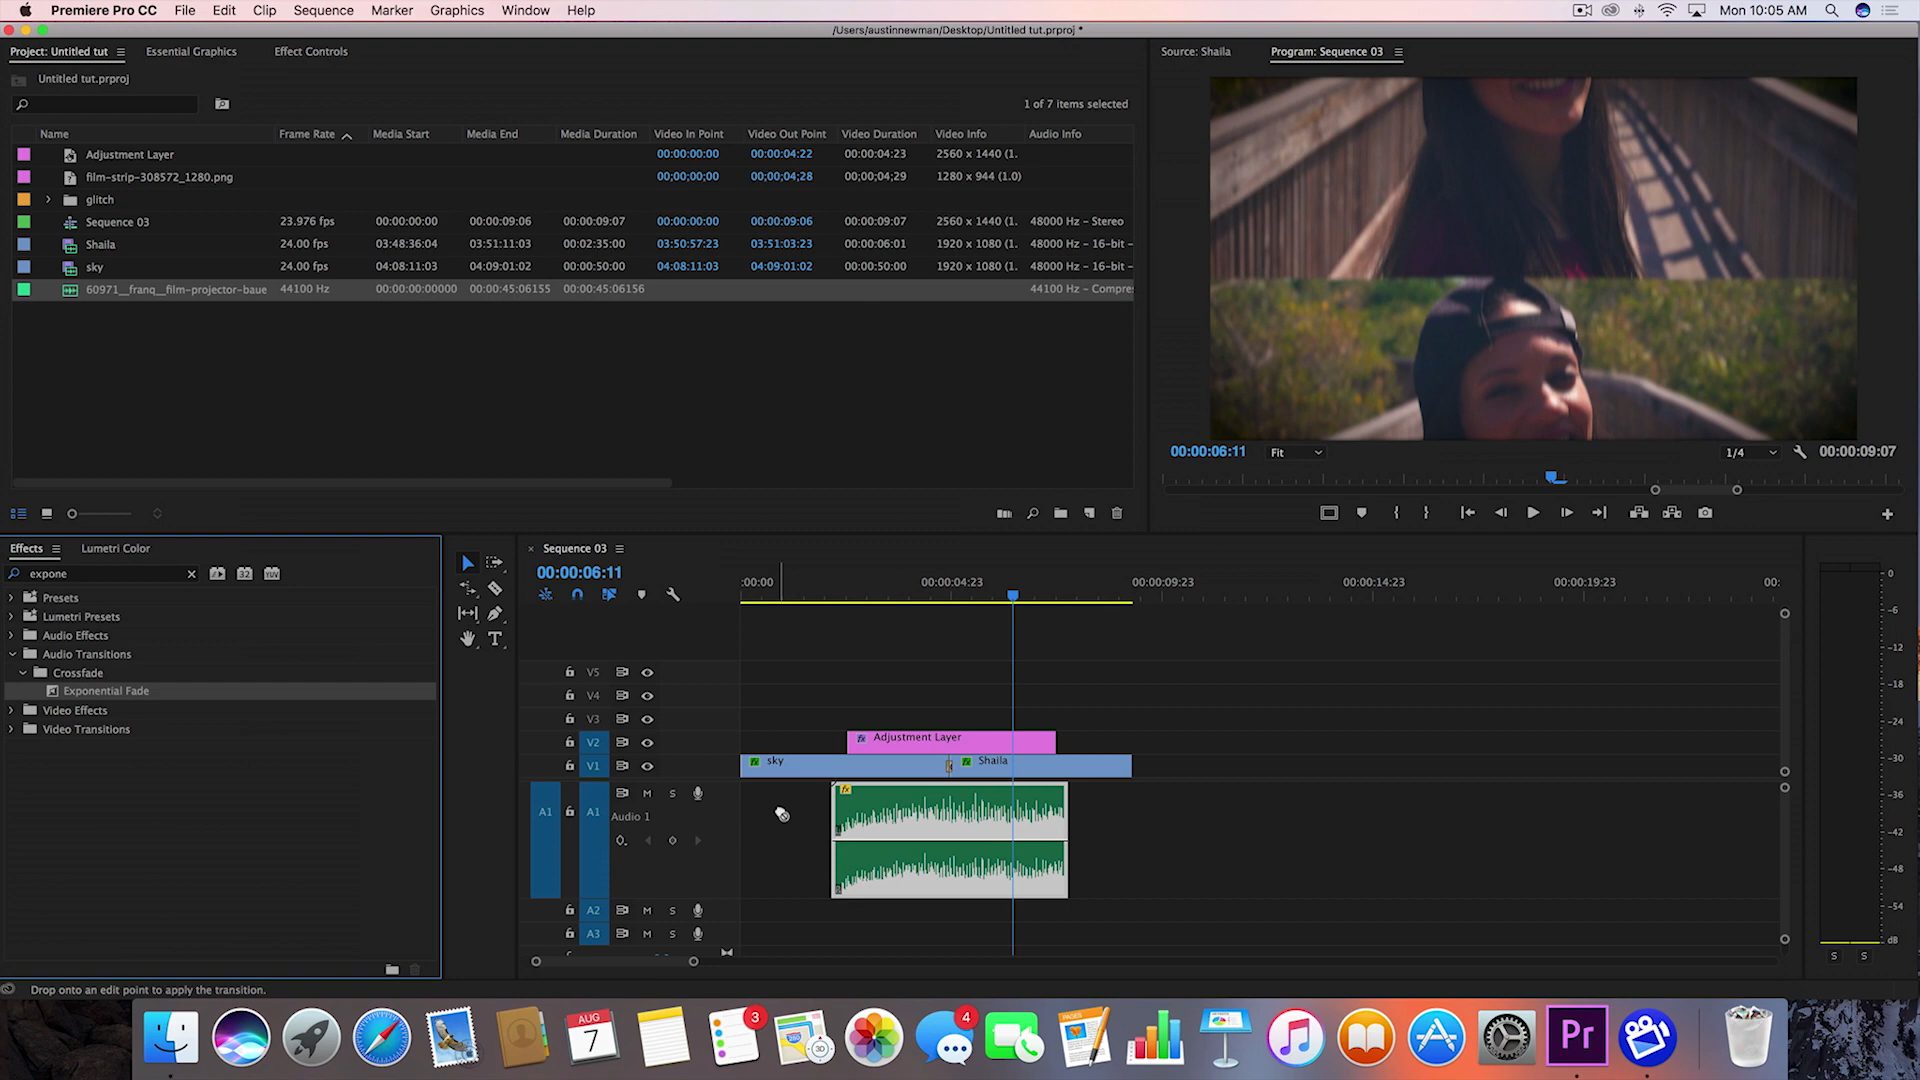 Premiere Pro CC File Edit Clip Sequence Marker Graphics Window Help Mon 10:05 AM
/Users/austinnewman/Desktop/Untitled tut.prproj *
Project: Untitled tut Essential Graphics Effect Controls Source: Shaila Program: Sequence 03
Untitled tut.prproj
1 of 7 items selected
Name Frame Rate Media Start Media End Media Duration Video In Point Video Out Point Video Duration Video Info Audio Info
Adjustment Layer 00:00:00:00 00:00:04:22 00:00:04:23 2560 x 1440 (1.
film-strip-308572_1280.png 00;00;00;00 00;00;04;28 00;00;04;29 1280 x 944 (1.0)
glitch
Sequence 03 23.976 fps 00:00:00:00 00:00:09:06 00:00:09:07 00:00:00:00 00:00:09:06 00:00:09:07 2560 x 1440 (1. 48000 Hz - Stereo
Shaila 24.00 fps 03:48:36:04 03:51:11:03 00:02:35:00 03:50:57:23 03:51:03:23 00:00:06:01 1920 x 1080 (1. 48000 Hz - 16-bit -
sky 24.00 fps 04:08:11:03 04:09:01:02 00:00:50:00 04:08:11:03 04:09:01:02 00:00:50:00 1920 x 1080 (1. 48000 Hz - 16-bit -
60971__franq__film-projector-baue 44100 Hz 00:00:00:00000 00:00:45:06155 00:00:45:06156 44100 Hz - Compre
00:00:06:11 Fit 1/4 00:00:09:07
Effects Lumetri Color
expone 32 YUV
Presets
Lumetri Presets
Audio Effects
Audio Transitions
Crossfade
Exponential Fade
Video Effects
Video Transitions
Sequence 03
00:00:06:11
:00:00 00:00:04:23 00:00:09:23 00:00:14:23 00:00:19:23 00:
V5
V4
V3
V2 fx Adjustment Layer
V1 fx sky fx Shaila
M S fx
A1 A1 Audio 1
A2 M S
A3 M S
0
-6
-12
-18
-24
-30
-36
-42
-48
-54
dB
S S
Drop onto an edit point to apply the transition.
AUG
7
3
280
3D
4
PAGES
Pr